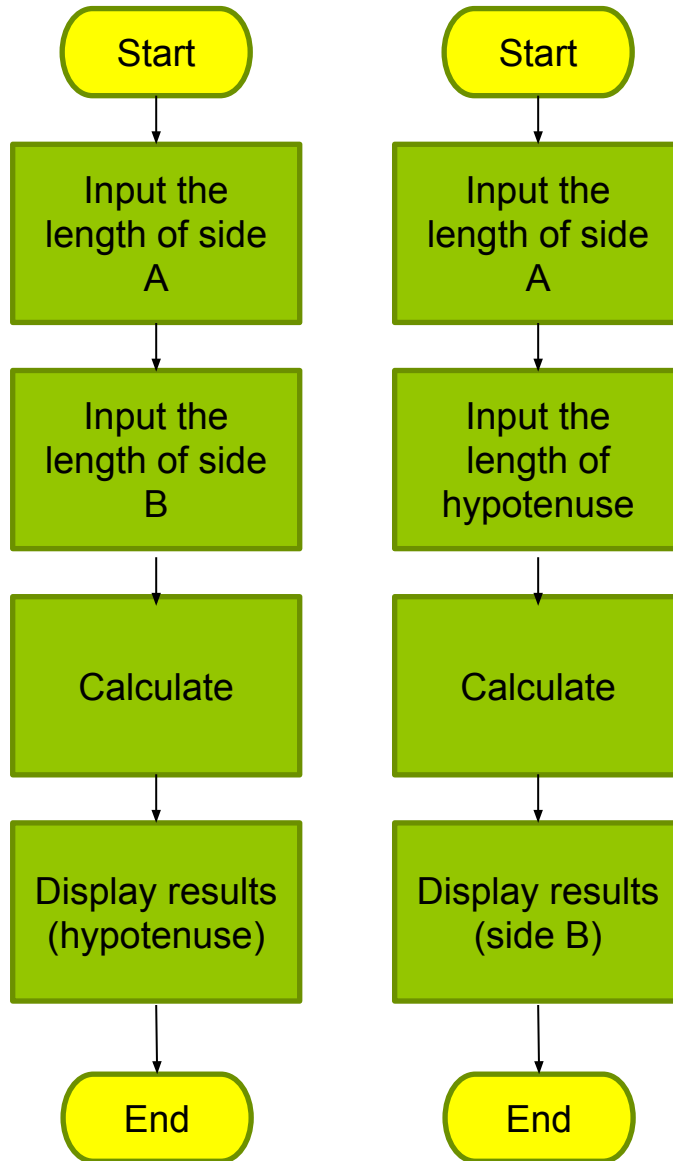 Start
Input the
length of side
A
Input the
length of side
B
Calculate
Display results
(hypotenuse)
End
Start
Input the
length of side
A
Input the
length of
hypotenuse
Calculate
Display results
(side B)
End